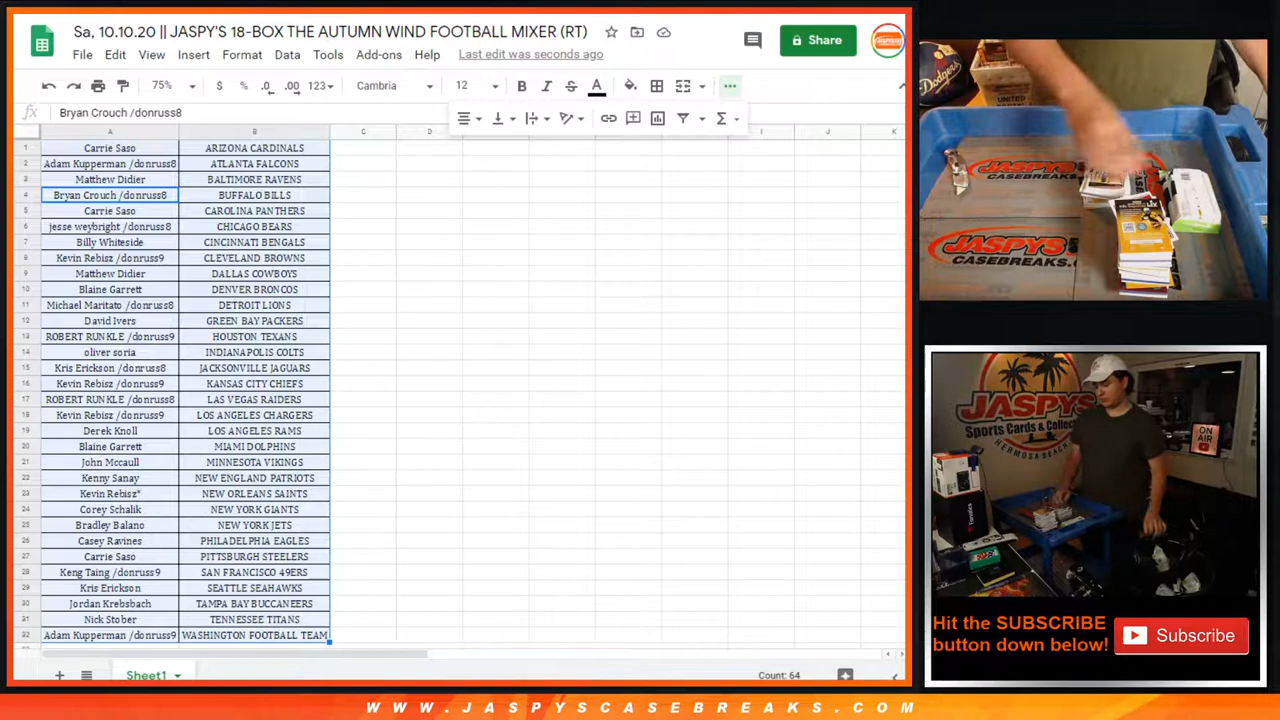 Sa, 10.10.20 || JASPY'S 18-BOX THE AUTUMN WIND FOOTBALL MIXER (RT)
File Edit View Insert Format Data Tools Add-ons Help Last edit was seconds ago
Share
75% $ % .0 .00 123 Cambria 12 B I S A
fx Bryan Crouch /donruss8
A B C D E I J K
1 Carrie Saso ARIZONA CARDINALS
2 Adam Kupperman /donruss8 ATLANTA FALCONS
3 Matthew Didier BALTIMORE RAVENS
4 Bryan Crouch /donruss8 BUFFALO BILLS
5 Carrie Saso CAROLINA PANTHERS
6 jesse weybright /donruss8 CHICAGO BEARS
7 Billy Whiteside CINCINNATI BENGALS
8 Kevin Rebisz /donruss9 CLEVELAND BROWNS
9 Matthew Didier DALLAS COWBOYS
10 Blaine Garrett DENVER BRONCOS
11 Michael Maritato /donruss8 DETROIT LIONS
12 David Ivers GREEN BAY PACKERS
13 ROBERT RUNKLE /donruss9 HOUSTON TEXANS
14 oliver soria INDIANAPOLIS COLTS
15 Kris Erickson /donruss8 JACKSONVILLE JAGUARS
16 Kevin Rebisz /donruss9 KANSAS CITY CHIEFS
17 ROBERT RUNKLE /donruss8 LAS VEGAS RAIDERS
18 Kevin Rebisz /donruss9 LOS ANGELES CHARGERS
19 Derek Knoll LOS ANGELES RAMS
20 Blaine Garrett MIAMI DOLPHINS
21 John Mccaull MINNESOTA VIKINGS
22 Kenny Sanay NEW ENGLAND PATRIOTS
23 Kevin Rebisz* NEW ORLEANS SAINTS
24 Corey Schalik NEW YORK GIANTS
25 Bradley Balano NEW YORK JETS
26 Casey Ravines PHILADELPHIA EAGLES
27 Carrie Saso PITTSBURGH STEELERS
28 Keng Taing /donruss9 SAN FRANCISCO 49ERS
29 Kris Erickson SEATTLE SEAHAWKS
30 Jordan Krebsbach TAMPA BAY BUCCANEERS
31 Nick Stober TENNESSEE TITANS
32 Adam Kupperman /donruss9 WASHINGTON FOOTBALL TEAM
Sheet1 Count: 64
Dodgers
UNITED
JASPYS
JASPYS
CASEBREAKS.COM
JASPYS
Sports Cards & Collec
HERMOSA BEACH
ON AIR
Fanatics
Hit the SUBSCRIBE
button down below!
Subscribe
WWW.JASPYSCASEBREAKS.COM